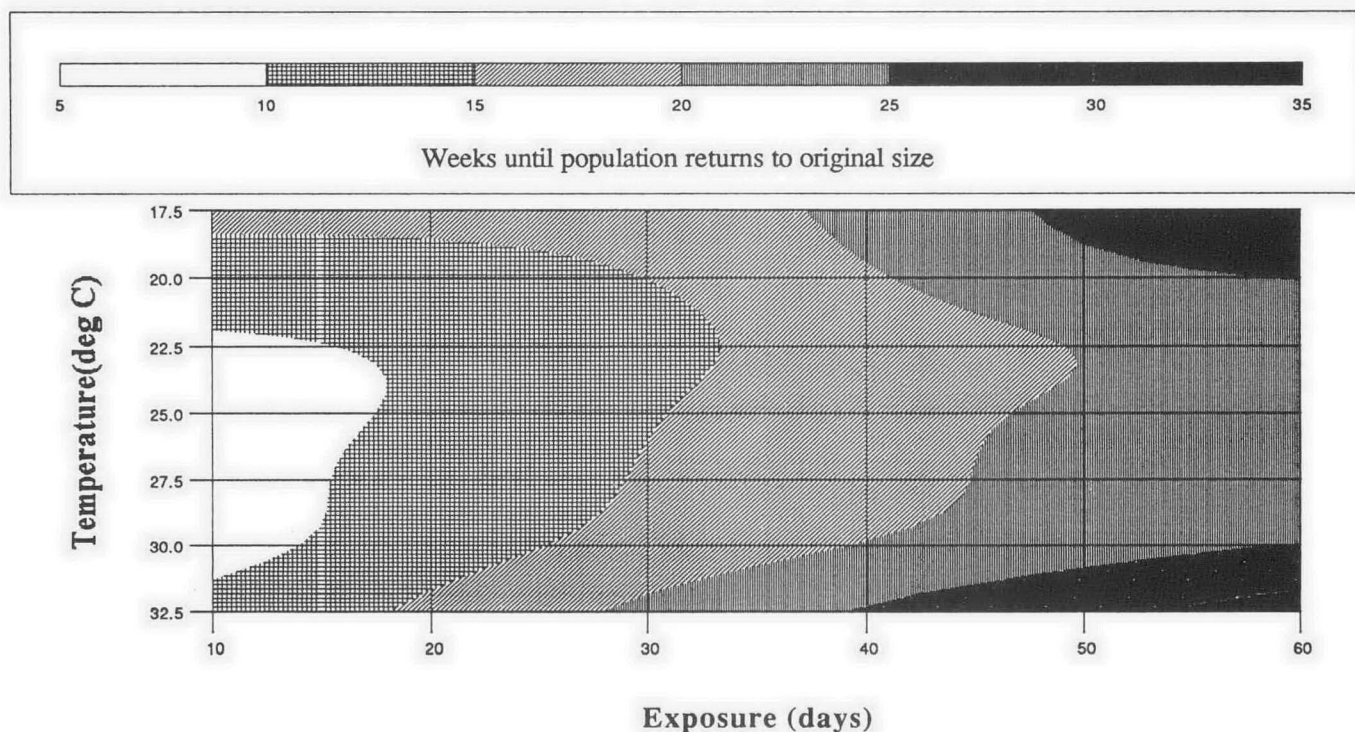 5 10 15 20 25 30 35
Weeks until population returns to original size
17.5
20.0
22.5
25.0
27.5
30.0
32.5
Temperature(deg C)
10 20 30 40 50 60
Exposure (days)